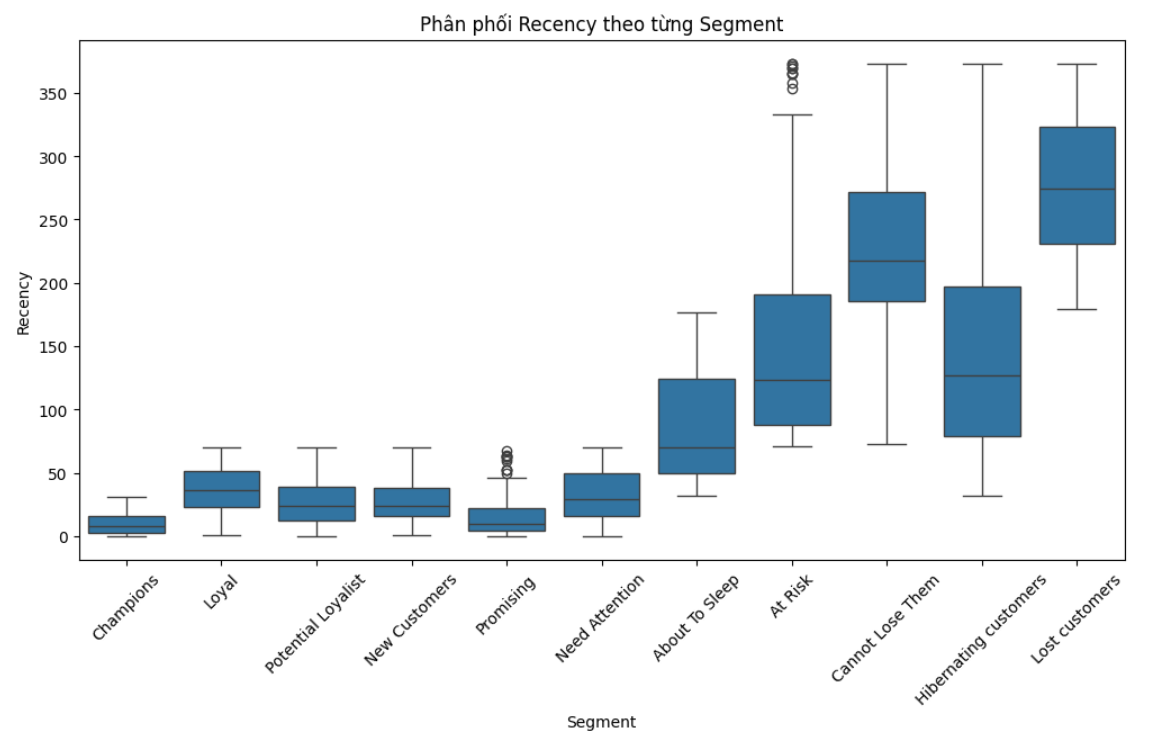 Phân phối Recency theo từng Segment
Recency
350
300
250
200
150
100
50
0
Champions
Loyal
Potential Loyalist
New Customers
Promising
Need Attention
About To Sleep
At Risk
Cannot Lose Them
Hibernating customers
Lost customers
Segment